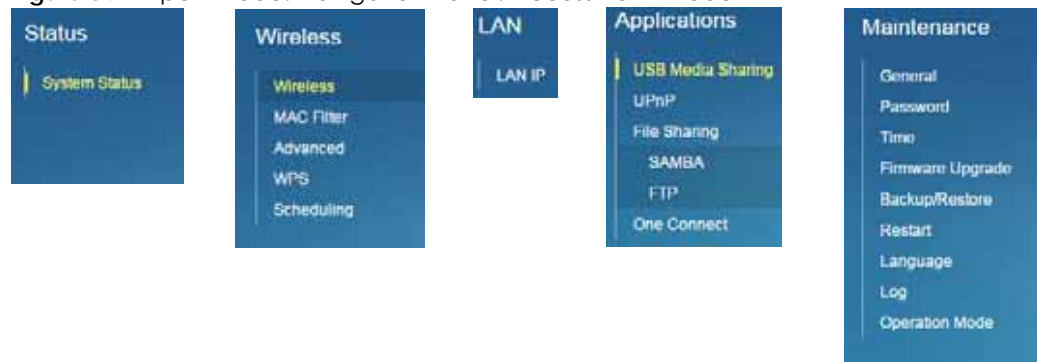 Status
System Status
Wireless
Wireless
MAC Filter
Advanced
WPS
Scheduling
LAN
LAN IP
Applications
USB Media Sharing
UPnP
File Sharing
SAMBA
FTP
One Connect
Maintenance
General
Password
Time
Firmware Upgrade
Backup/Restore
Restart
Language
Log
Operation Mode